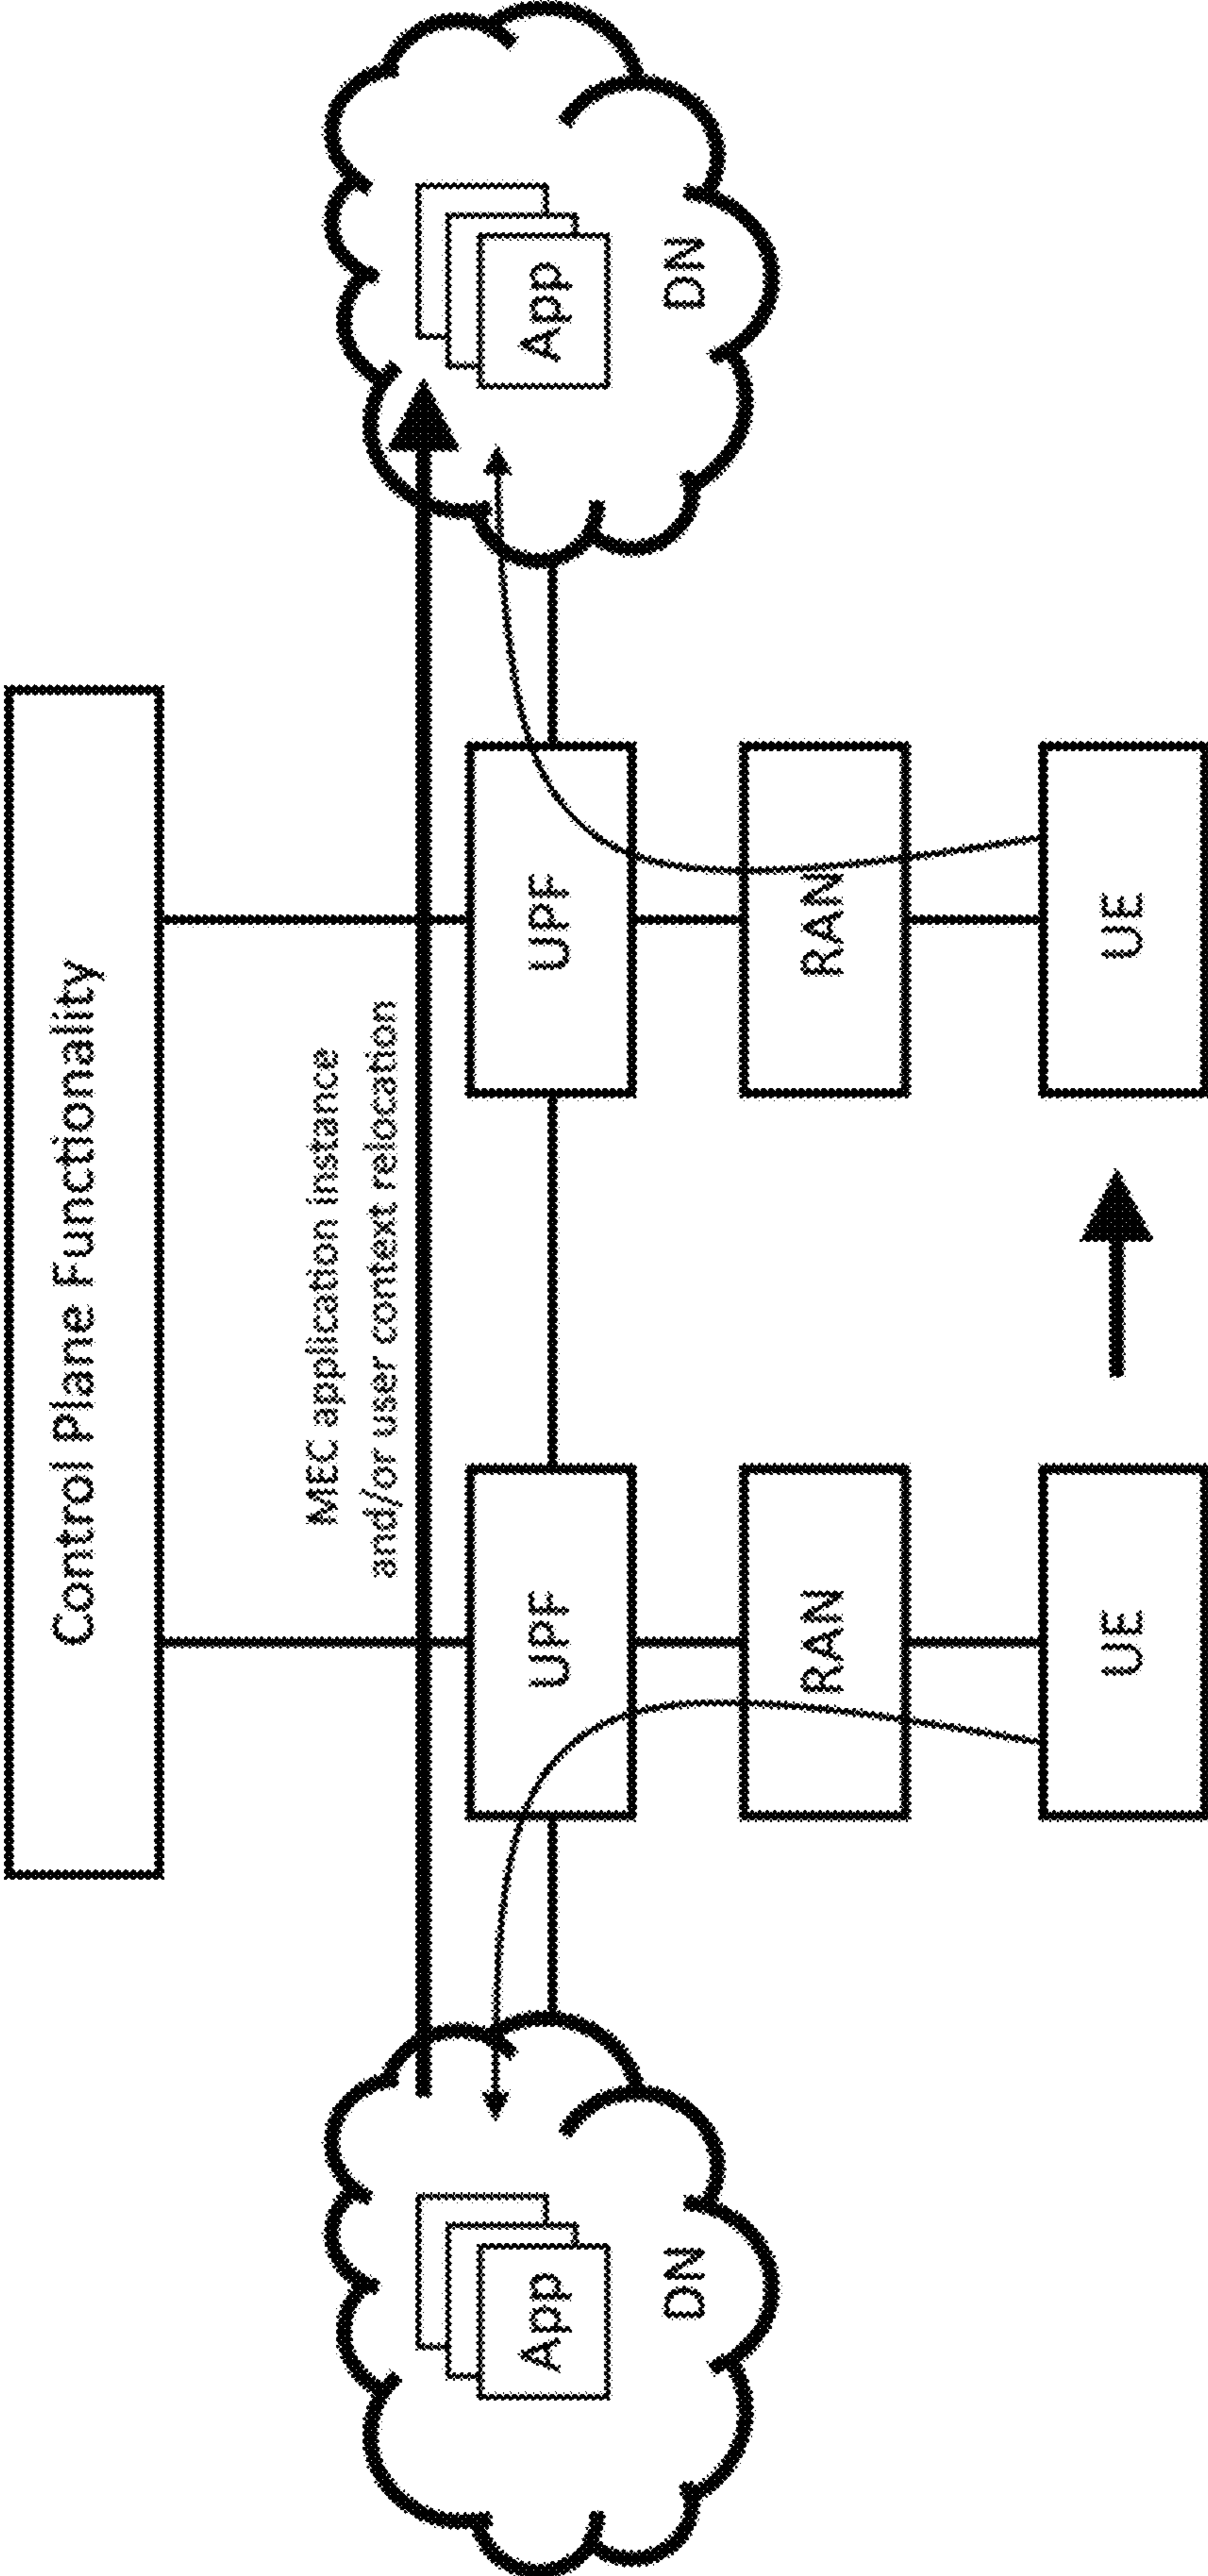 Control Plane Functionality
MEC application instance
and/or user context relocation
App
DN
UPF
UPF
App
DN
RAN
RAN
UE
UE